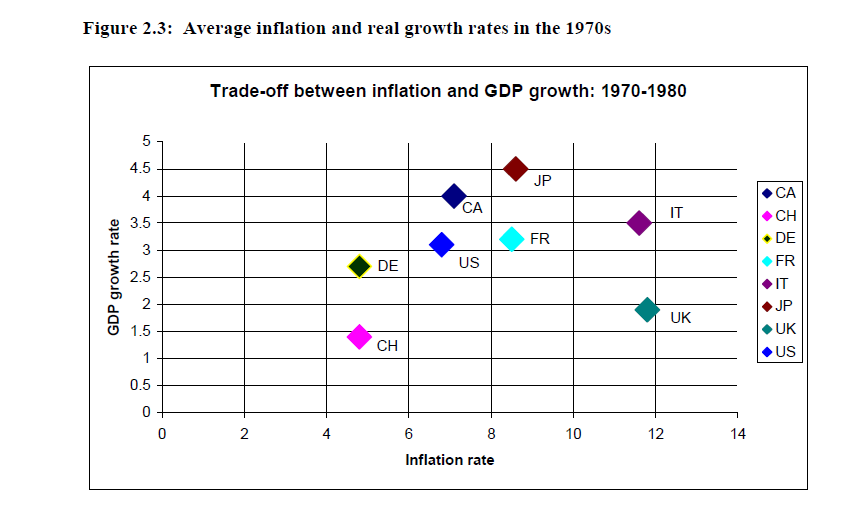 Figure 2.3: Average inflation and real growth rates in the 1970s
Trade-off between inflation and GDP growth: 1970-1980
GDP growth rate
5
4.5
4
3.5
3
2.5
2
1.5
1
0.5
0
JP
CA
IT
FR
US
DE
UK
CH
0 2 4 6 8 10 12 14
Inflation rate
CA
CH
DE
FR
IT
JP
UK
US